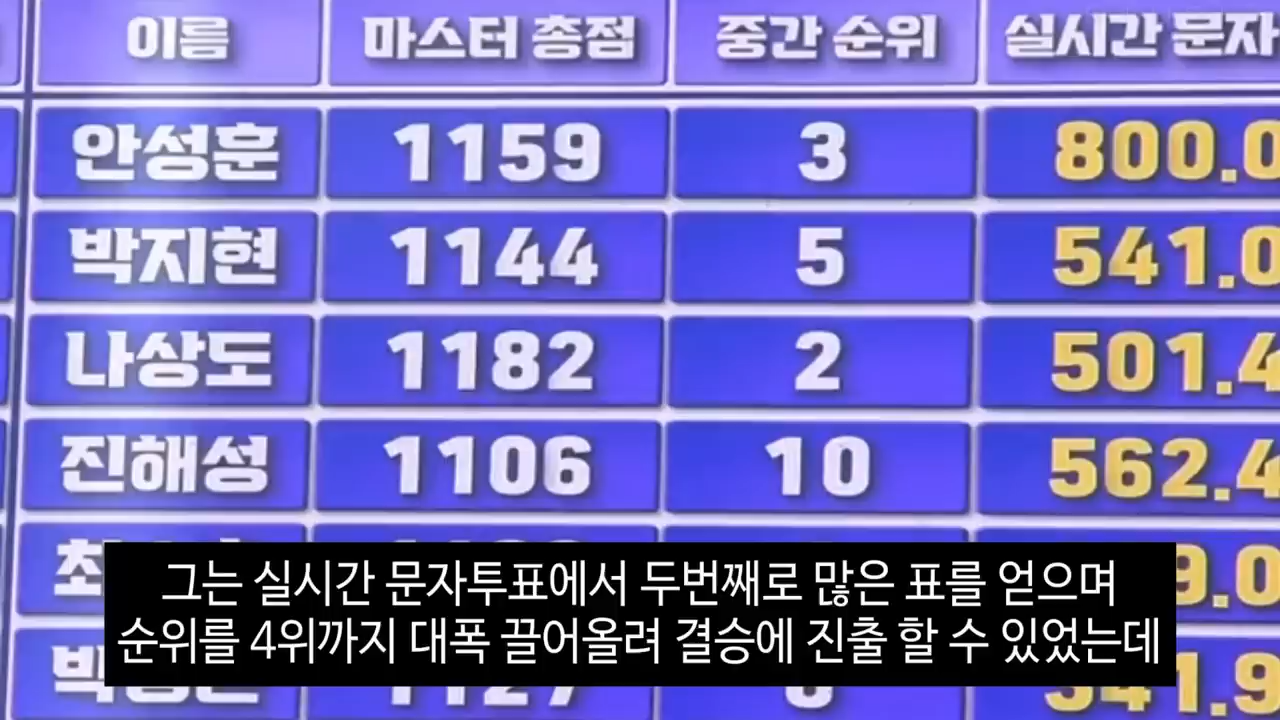 이름 마스터 총점 중간 순위 실시간 문자
안성훈 1159 3 800.0
박지현 1144 5 541.0
나상도 1182 2 501.4
진해성 1106 10 562.4
9.0
그는 실시간 문자투표에서 두번째로 많은 표를 얻으며
순위를 4위까지 대폭 끌어올려 결승에 진출 할 수 있었는데